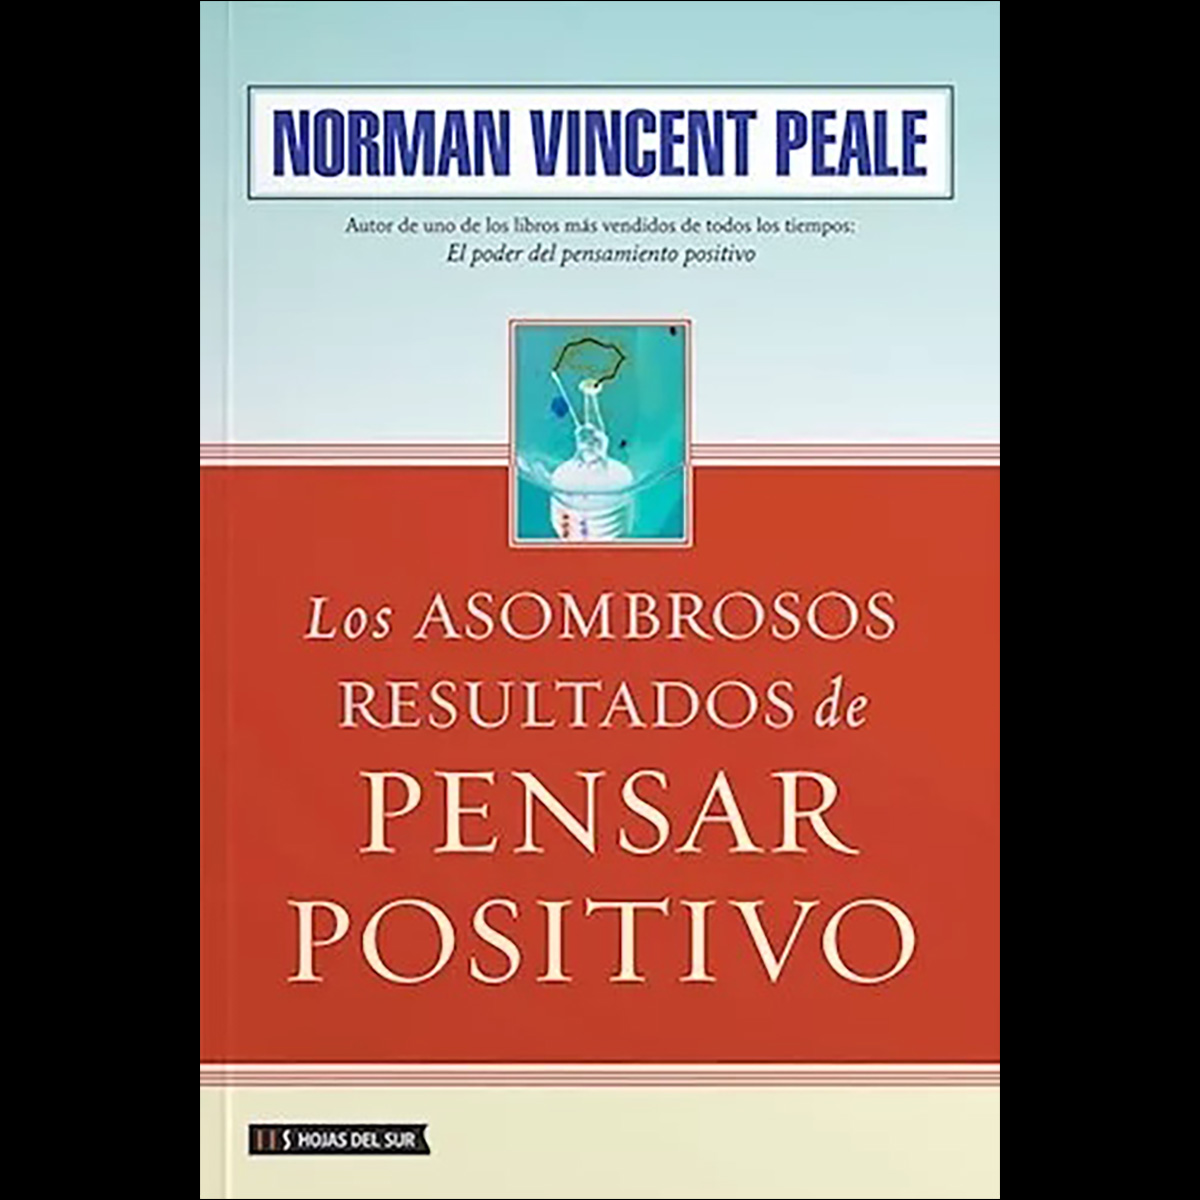 NORMAN VINCENT PEALE
Autor de uno de los libros más vendidos de todos los tiempos:
El poder del pensamiento positivo
Los ASOMBROSOS
RESULTADOS de
PENSAR
POSITIVO
HOJAS DEL SUR